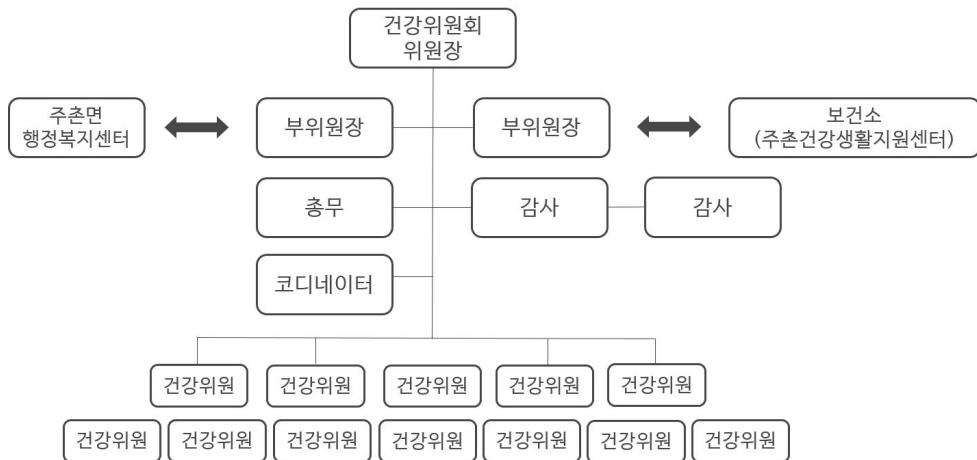 건강위원회
위원장
주촌면
행정복지센터
부위원장
부위원장
보건소
(주촌건강생활지원센터)
총무
감사
감사
코디네이터
건강위원
건강위원
건강위원
건강위원
건강위원
건강위원
건강위원
건강위원
건강위원
건강위원
건강위원
건강위원